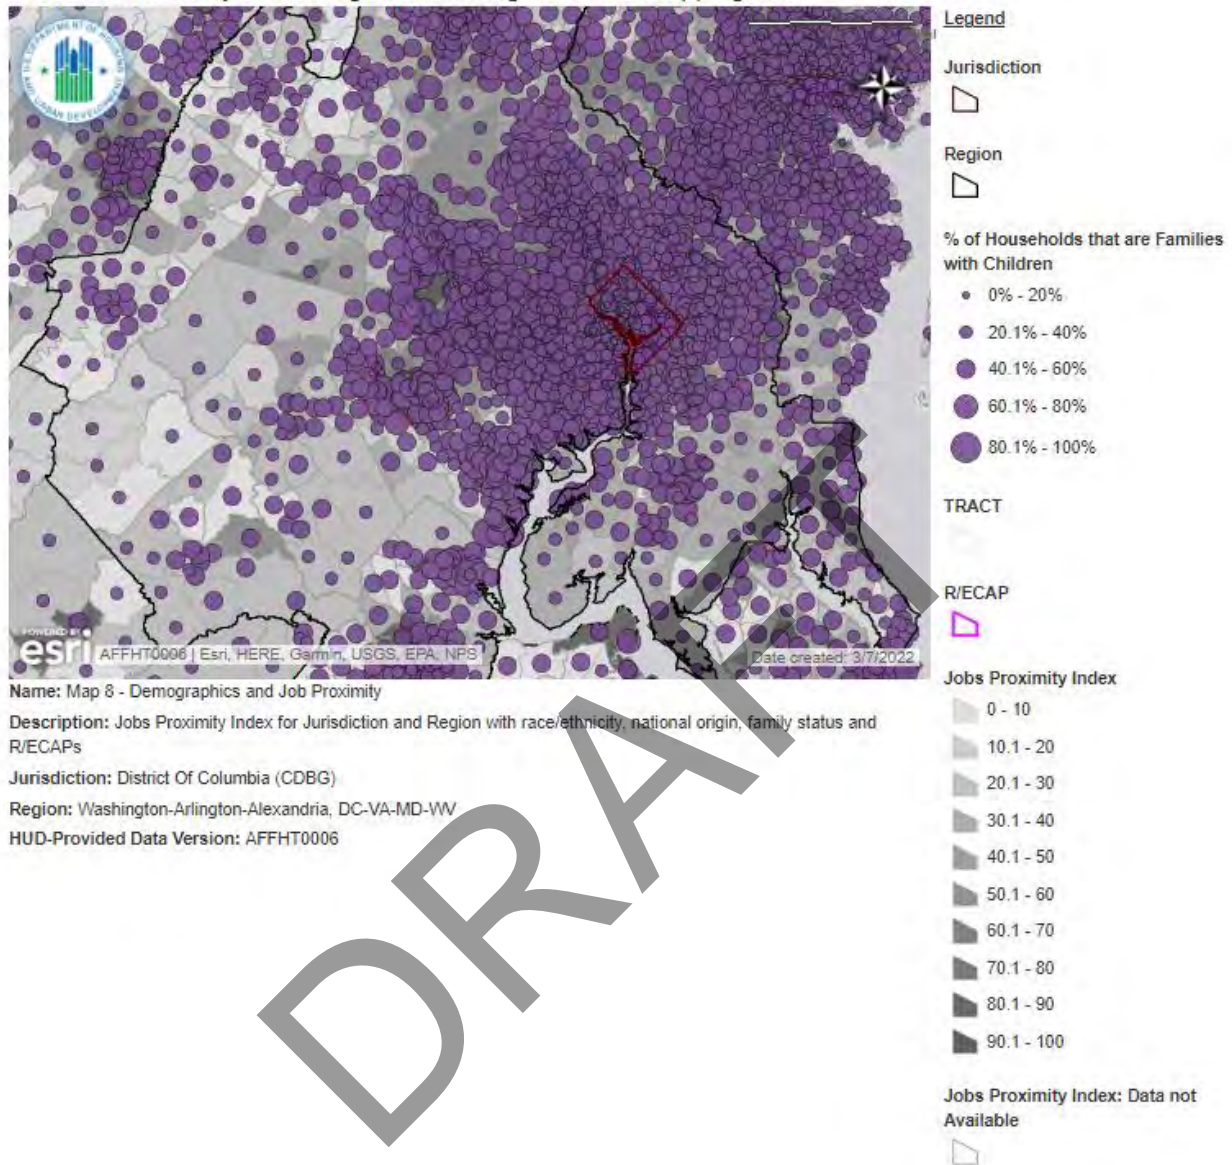 Legend
Jurisdiction
Region
% of Households that are Families
with Children
0% - 20%
20.1% - 40%
40.1% - 60%
60.1% - 80%
80.1% - 100%
TRACT
R/ECAP
Jobs Proximity Index
0 - 10
10.1 - 20
20.1 - 30
30.1 - 40
40.1 - 50
50.1 - 60
60.1 - 70
70.1 - 80
80.1 - 90
90.1 - 100
Jobs Proximity Index: Data not
Available
POWERED BY
esri
AFFHT0006 | Esri, HERE, Garmin, USGS, EPA, NPS
Date created: 3/7/2022
Name: Map 8 - Demographics and Job Proximity
Description: Jobs Proximity Index for Jurisdiction and Region with race/ethnicity, national origin, family status and
R/ECAPs
Jurisdiction: District Of Columbia (CDBG)
Region: Washington-Arlington-Alexandria, DC-VA-MD-WV
HUD-Provided Data Version: AFFHT0006
DRAFT